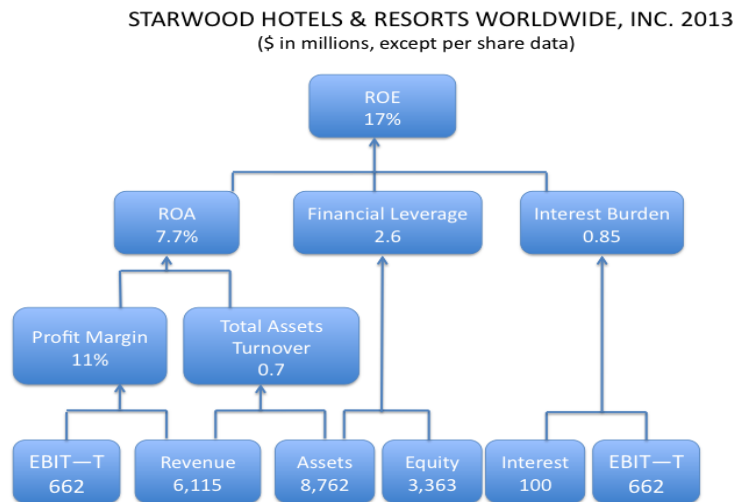 STARWOOD HOTELS & RESORTS WORLDWIDE, INC. 2013
($ in millions, except per share data)
ROE
17%
ROA
7.7%
Financial Leverage
2.6
Interest Burden
0.85
Profit Margin
11%
Total Assets
Turnover
0.7
EBIT—T
662
Revenue
6,115
Assets
8,762
Equity
3,363
Interest
100
EBIT—T
662